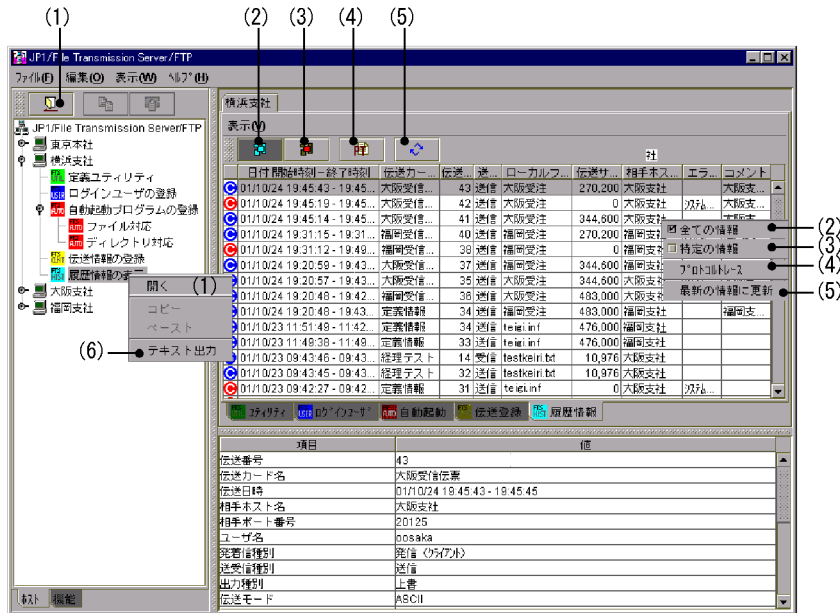 (1) (2) (3) (4) (5)
JP1/File Transmission Server/FTP
ファイル(F) 編集(O) 表示(W) ヘルプ(H)
JP1/File Transmission Server/FTP
東京本社
横浜支社
定義ユティリティ
ログインユーザの登録
自動起動プログラムの登録
ファイル対応
ディレクトリ対応
伝送情報の登録
履歴情報の表示
大阪支社
福岡支社
開く (1)
コピー
ペースト
(6) テキスト出力
ホスト 機能
横浜支社
表示(V)
社
日付 開始時刻－終了時刻 伝送カー... 伝送... 送... ローカルフ... 伝送サ... 相手ホス... エラ... コメント
01/10/24 19:45:43 - 19:45... 大阪受信... 43 送信 大阪受注 270,200 大阪支社 大阪支...
01/10/24 19:45:19 - 19:45... 大阪受信... 42 送信 大阪受注 0 大阪支社 システム... 大阪支...
01/10/24 19:45:14 - 19:45... 大阪受信... 41 送信 大阪受注 344,600 大阪支社 大阪支...
01/10/24 19:31:15 - 19:31... 福岡受信... 40 送信 福岡受注 270,200 福岡支社
01/10/24 19:31:12 - 19:49... 福岡受信... 38 送信 福岡受注 0 福岡支社
01/10/24 19:20:59 - 19:43... 大阪受信... 37 送信 福岡受注 344,600 福岡支社
01/10/24 19:20:57 - 19:43... 大阪受信... 35 送信 大阪受注 344,600 大阪支社
01/10/24 19:20:48 - 19:42... 福岡受信... 36 送信 大阪受注 483,000 大阪支社
01/10/24 19:20:48 - 19:43... 定義情報 34 送信 福岡受注 483,000 福岡支社 福岡支...
01/10/23 11:51:49 - 11:42... 定義情報 34 送信 teigi.inf 476,000 福岡支社
01/10/23 11:49:38 - 11:49... 定義情報 33 送信 teigi.inf 476,000 福岡支社
01/10/23 09:43:46 - 09:43... 経理テスト 14 受信 testkeiri.txt 10,976 大阪支社
01/10/23 09:43:45 - 09:43... 経理テスト 32 送信 testkeiri.txt 10,976 大阪支社
01/10/23 09:42:27 - 09:42... 定義情報 31 送信 teigi.inf 0 大阪支社 システム...
全ての情報 (2)
特定の情報 (3)
プロトコルトレース (4)
最新の情報に更新 (5)
ユティリティ ログインユーザ 自動起動 伝送登録 履歴情報
項目 値
伝送番号 43
伝送カード名 大阪受信伝票
伝送日時 01/10/24 19:45:43 - 19:45:45
相手ホスト名 大阪支社
相手ポート番号 20125
ユーザ名 oosaka
発着信種別 発信（クライアント）
送受信種別 送信
出力種別 上書
伝送モード ASCII